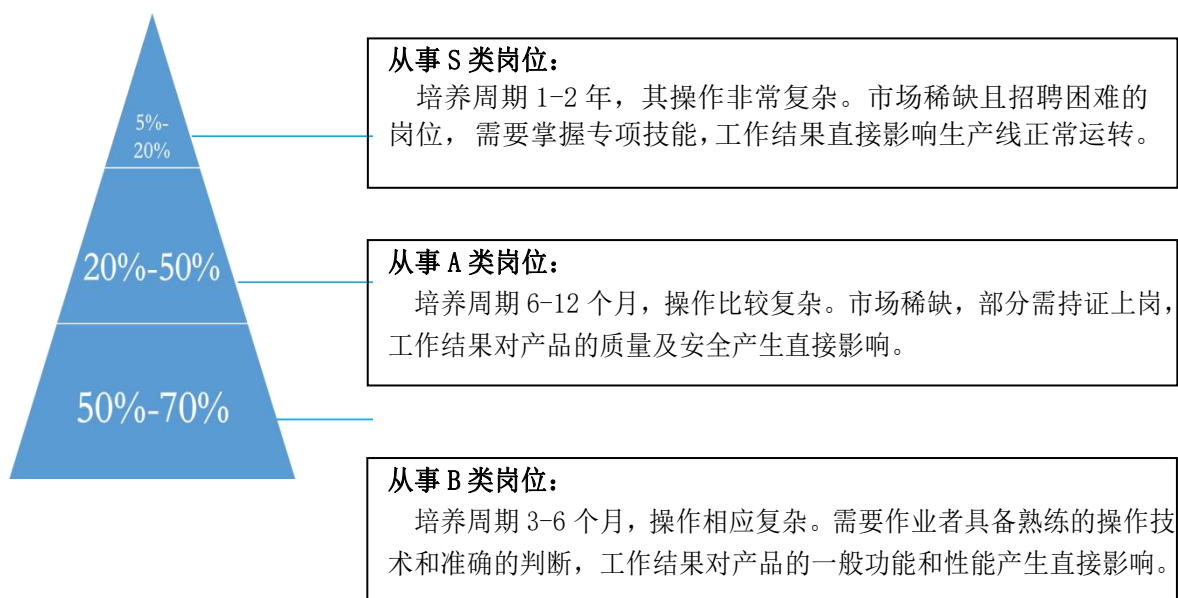 5%-
20%
从事 S 类岗位：
培养周期 1-2 年，其操作非常复杂。市场稀缺且招聘困难的
岗位， 需要掌握专项技能，工作结果直接影响生产线正常运转。
20%-50%
从事 A 类岗位：
培养周期 6-12 个月，操作比较复杂。市场稀缺，部分需持证上岗，
工作结果对产品的质量及安全产生直接影响。
50%-70%
从事 B 类岗位：
培养周期 3-6 个月，操作相应复杂。需要作业者具备熟练的操作技
术和准确的判断，工作结果对产品的一般功能和性能产生直接影响。